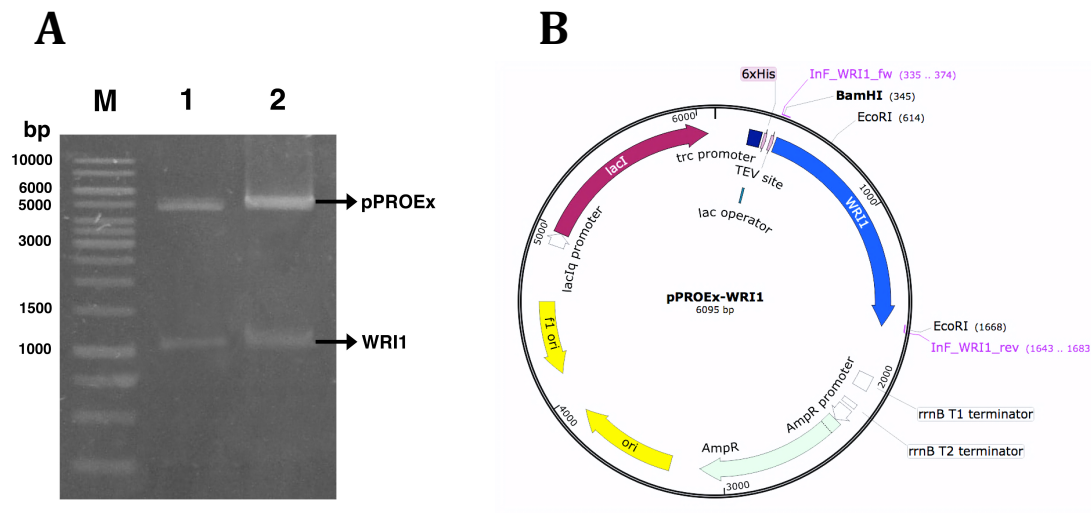 A
B
M
1
2
bp
10000
6000
5000
3000
1500
1000
pPROEx
WRI1
6xHis
InF_WRI1_fw (335 .. 374)
BamHI (345)
EcoRI (614)
6000
lacI
trc promoter
TEV site
lac operator
1000
WRI1
5000
lacIq promoter
pPROEx-WRI1
6095 bp
f1 ori
EcoRI (1668)
InF_WRI1_rev (1643 .. 1683
2000
AmpR promoter
rrnB T1 terminator
rrnB T2 terminator
4000
ori
AmpR
3000